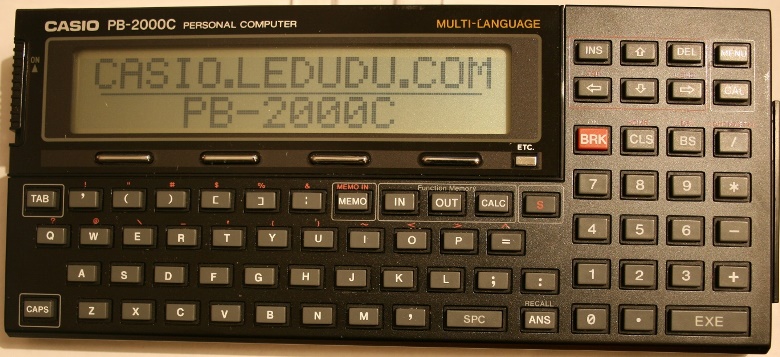 CASIO PB-2000C PERSONAL COMPUTER MULTI-LANGUAGE
ON
CASIO.LEDUDU.COM
PB-2000C
ETC.
INS DEL MENU
CAL
BRK CLS BS /
7 8 9 *
4 5 6 −
1 2 3 +
0 . EXE
MEMO IN Function Memory
! " # $ % &
TAB ' ( ) [ ] : MEMO IN OUT CALC S
? @ \ _ ' { } ~ < > ^
Q W E R T Y U I O P =
A S D F G H J K L ; :
RECALL
CAPS Z X C V B N M , SPC ANS